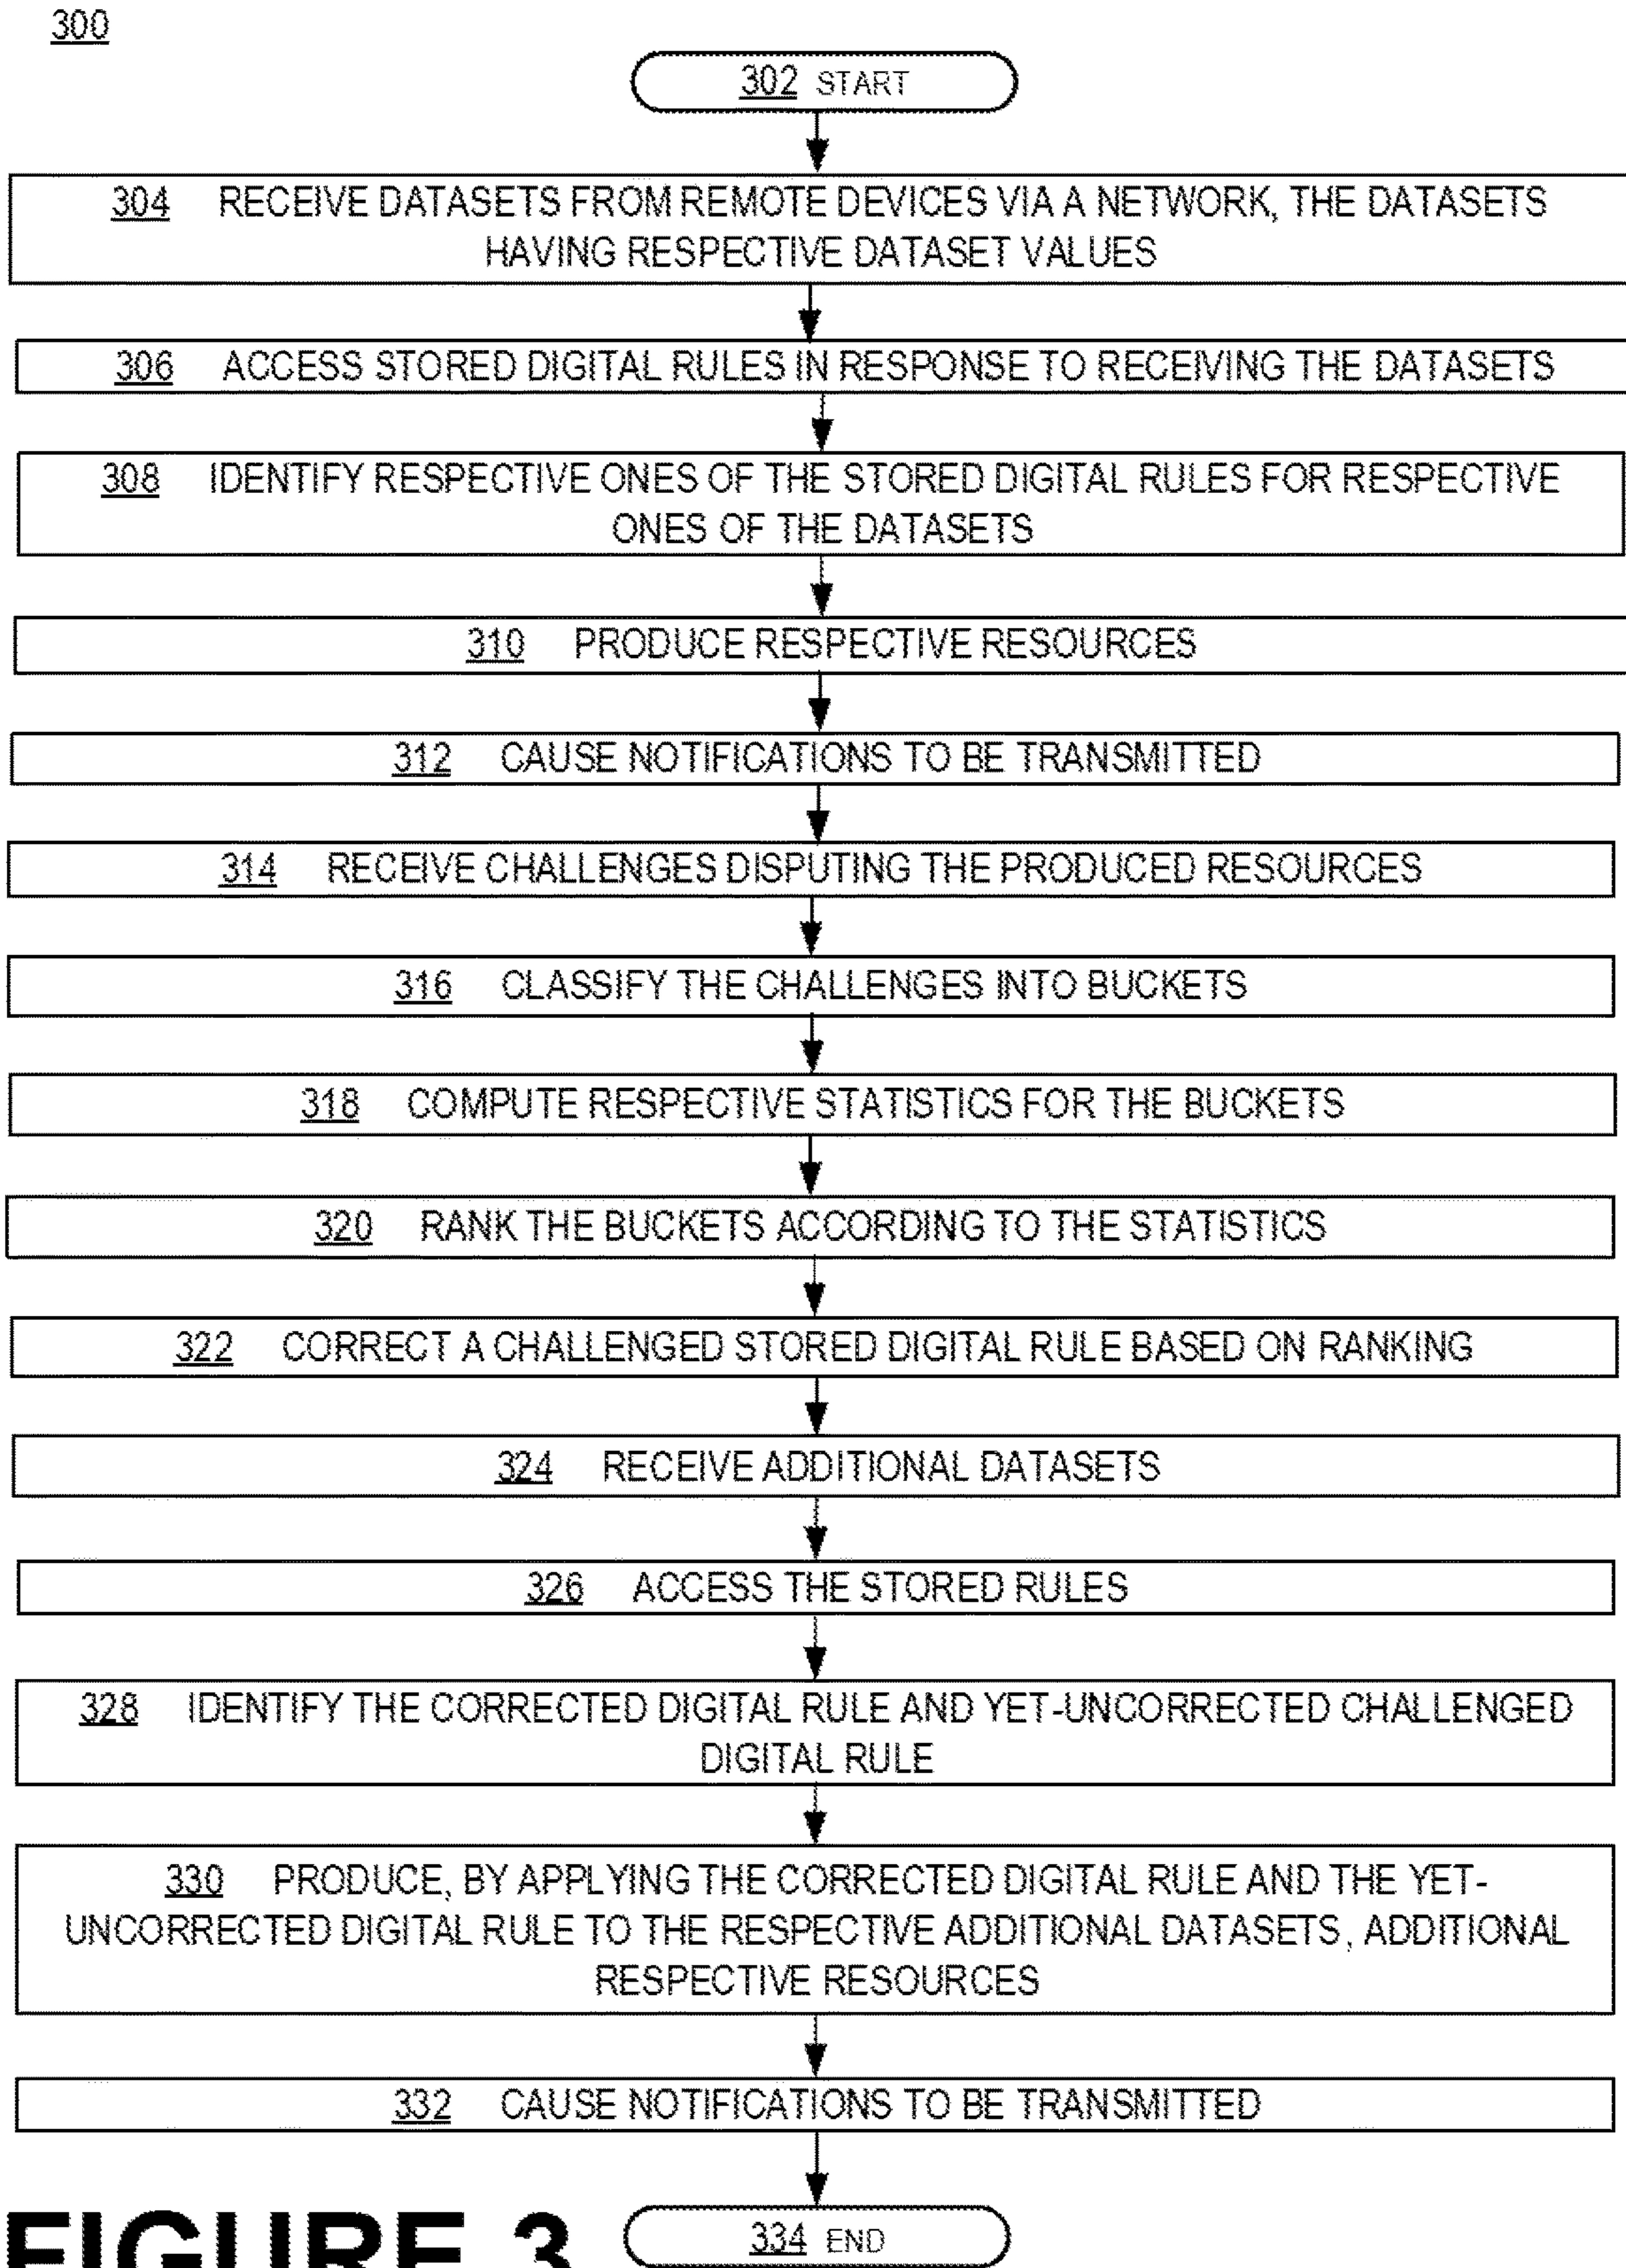 300
302 START
304 RECEIVE DATASETS FROM REMOTE DEVICES VIA A NETWORK, THE DATASETS
HAVING RESPECTIVE DATASET VALUES
306 ACCESS STORED DIGITAL RULES IN RESPONSE TO RECEIVING THE DATASETS
308 IDENTIFY RESPECTIVE ONES OF THE STORED DIGITAL RULES FOR RESPECTIVE
ONES OF THE DATASETS
310 PRODUCE RESPECTIVE RESOURCES
312 CAUSE NOTIFICATIONS TO BE TRANSMITTED
314 RECEIVE CHALLENGES DISPUTING THE PRODUCED RESOURCES
316 CLASSIFY THE CHALLENGES INTO BUCKETS
318 COMPUTE RESPECTIVE STATISTICS FOR THE BUCKETS
320 RANK THE BUCKETS ACCORDING TO THE STATISTICS
322 CORRECT A CHALLENGED STORED DIGITAL RULE BASED ON RANKING
324 RECEIVE ADDITIONAL DATASETS
326 ACCESS THE STORED RULES
328 IDENTIFY THE CORRECTED DIGITAL RULE AND YET-UNCORRECTED CHALLENGED
DIGITAL RULE
330 PRODUCE, BY APPLYING THE CORRECTED DIGITAL RULE AND THE YET-
UNCORRECTED DIGITAL RULE TO THE RESPECTIVE ADDITIONAL DATASETS, ADDITIONAL
RESPECTIVE RESOURCES
332 CAUSE NOTIFICATIONS TO BE TRANSMITTED
334 END
FIGURE 3